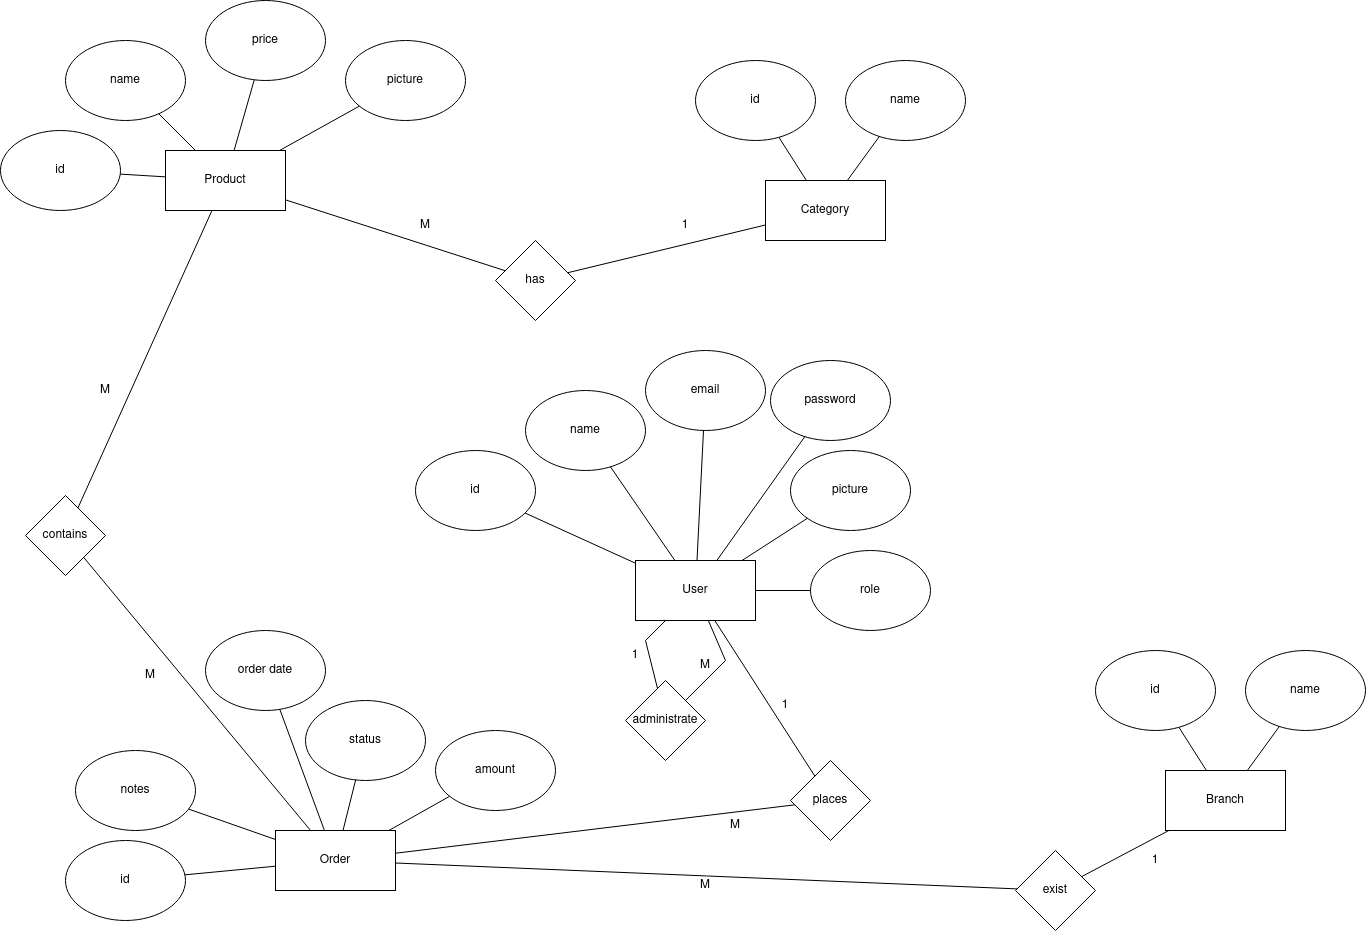 price
name
picture
id
name
id
Product
Category
M
1
has
M
email
password
name
id
picture
contains
User
role
1
M
M
order date
administrate
1
id
name
status
amount
notes
places
Branch
M
Order
1
id
M
exist